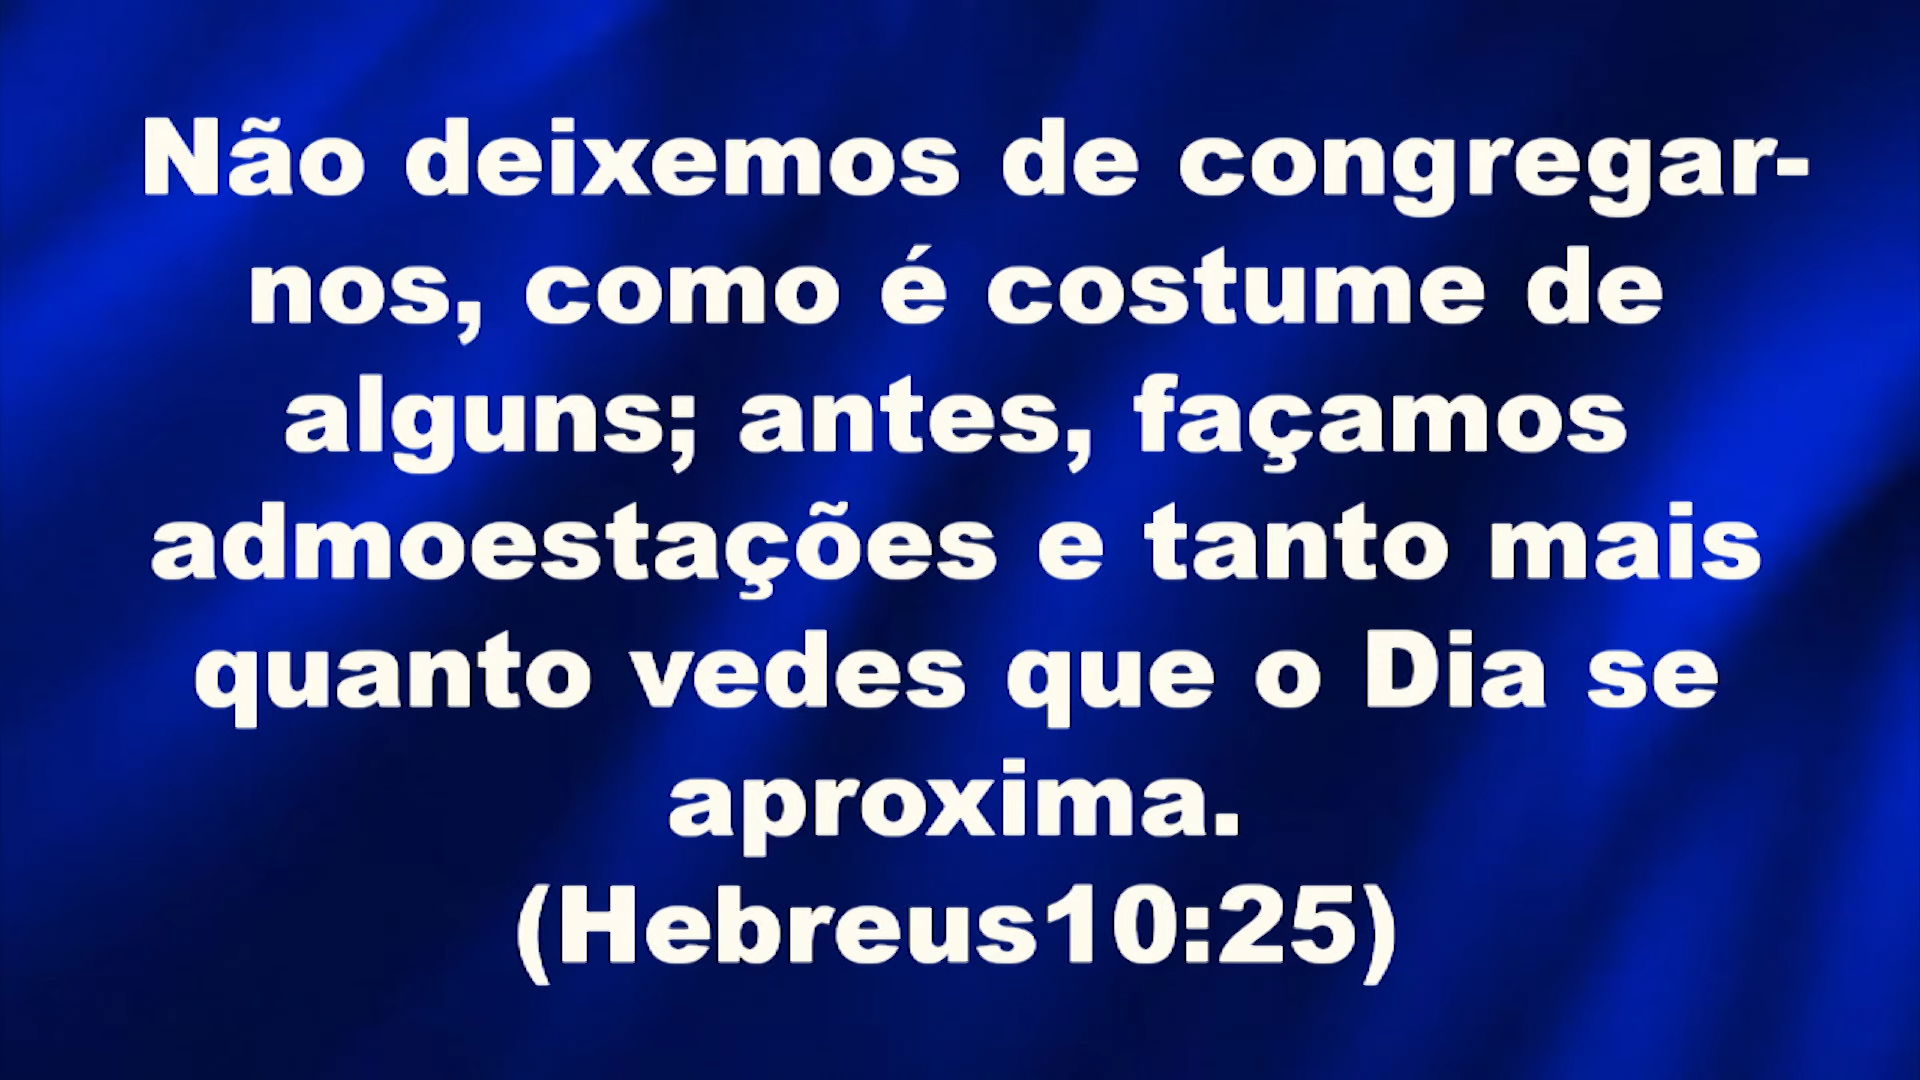 Não deixemos de congregar-
nos, como é costume de
alguns; antes, façamos
admoestações e tanto mais
quanto vedes que o Dia se
aproxima.
(Hebreus10:25)